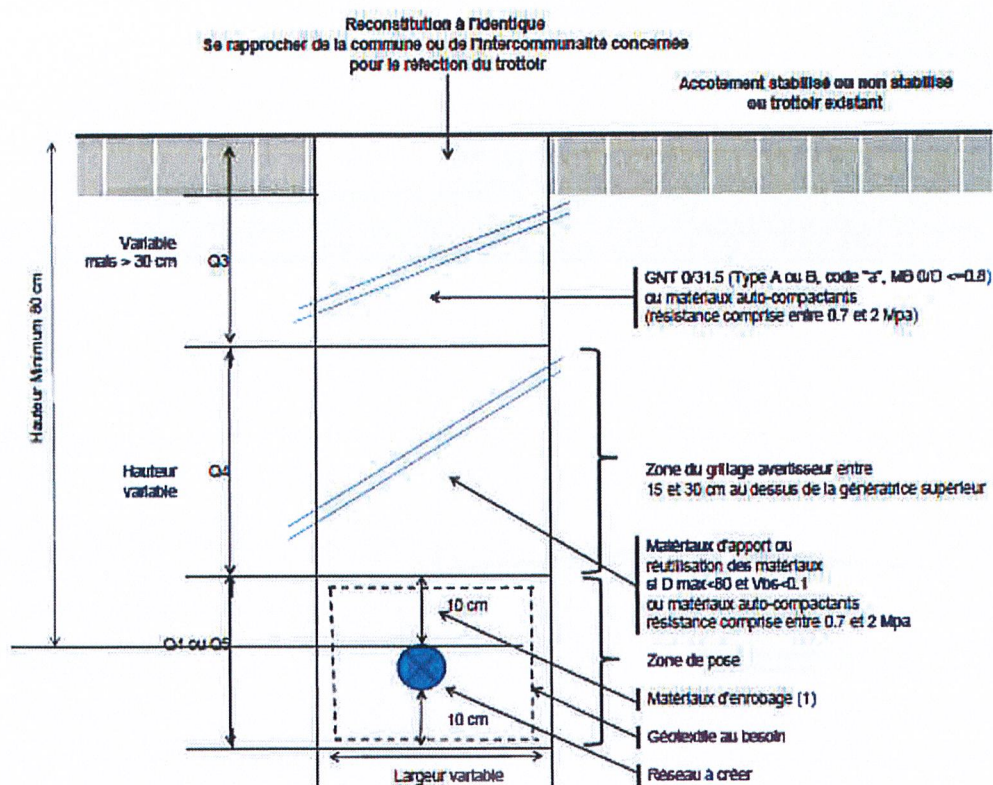 Reconstitution à l'identique
Se rapprocher de la commune ou de l'intercommunalité concernée
pour le réfection du trottoir
Accotement stabilisé ou non stabilisé
ou trottoir existant
Hauteur Minimum 80 cm
Variable
mais > 30 cm
Q3
GNT 0/31.5 (Type A ou B, code "a", MB 0/D <=0.8)
ou matériaux auto-compactants
(résistance comprise entre 0.7 et 2 Mpa)
Hauteur
variable
Q4
Zone du grillage avertisseur entre
15 et 30 cm au dessus de la génératrice supérieur
Matériaux d'apport ou
réutilisation des matériaux
si D max<80 et Vbs<0.1
ou matériaux auto-compactants
résistance comprise entre 0.7 et 2 Mpa
10 cm
Q4 ou Q5
Zone de pose
Matériaux d'enrobage (1)
10 cm
Géotextile au besoin
Largeur variable
Réseau à créer